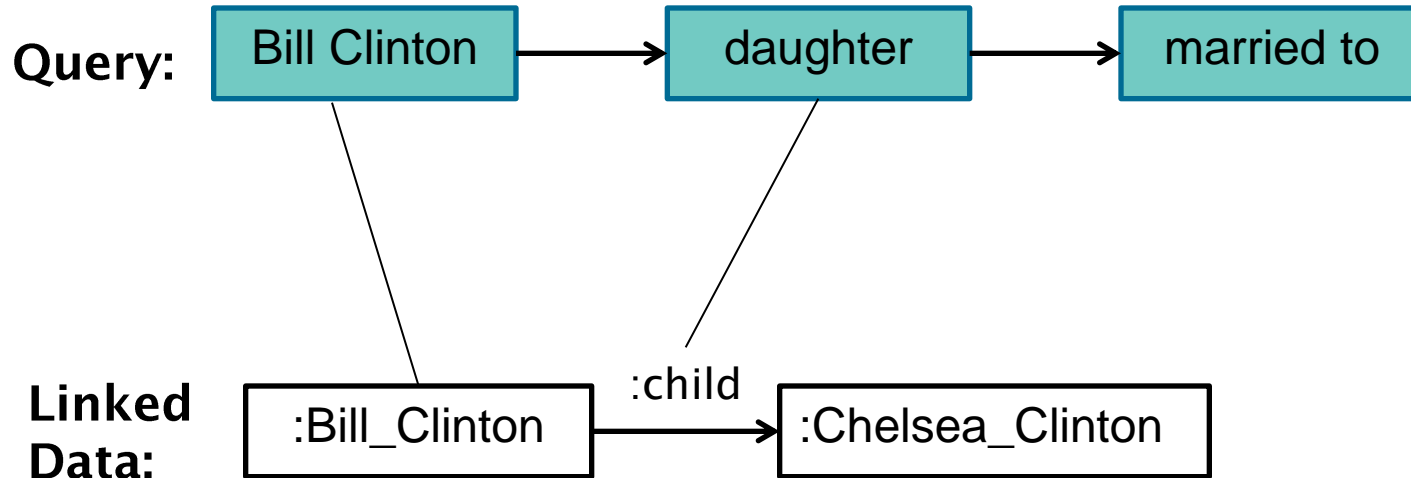 Query: Bill Clinton daughter married to
:child
Linked :Bill_Clinton :Chelsea_Clinton
Data: